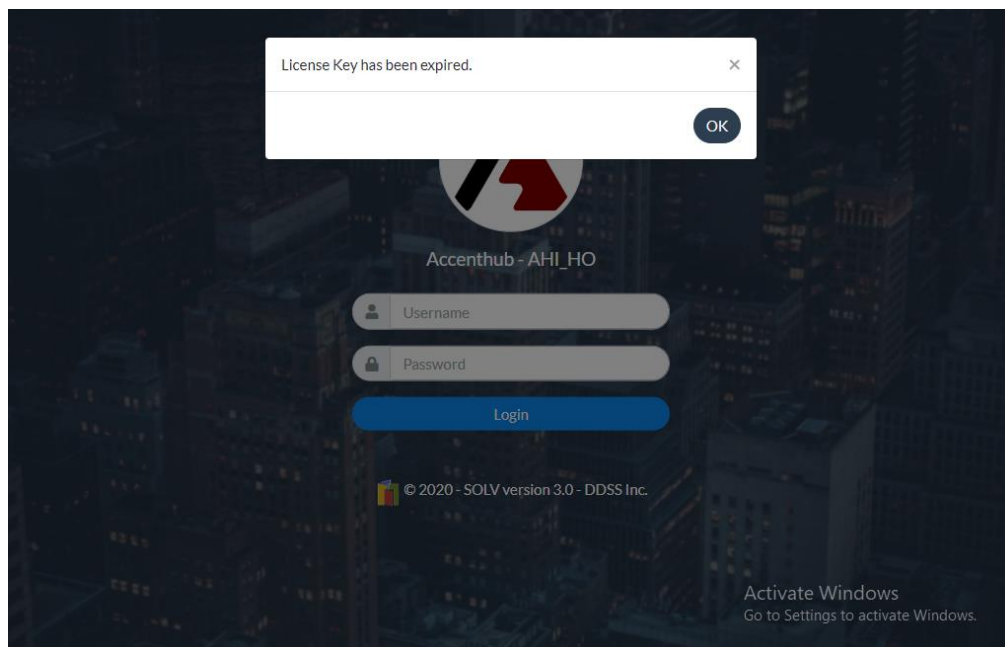 License Key has been expired.
×
OK
Accenthub - AHI_HO
Username
Password
Login
© 2020 - SOLV version 3.0 - DDSS Inc.
Activate Windows
Go to Settings to activate Windows.